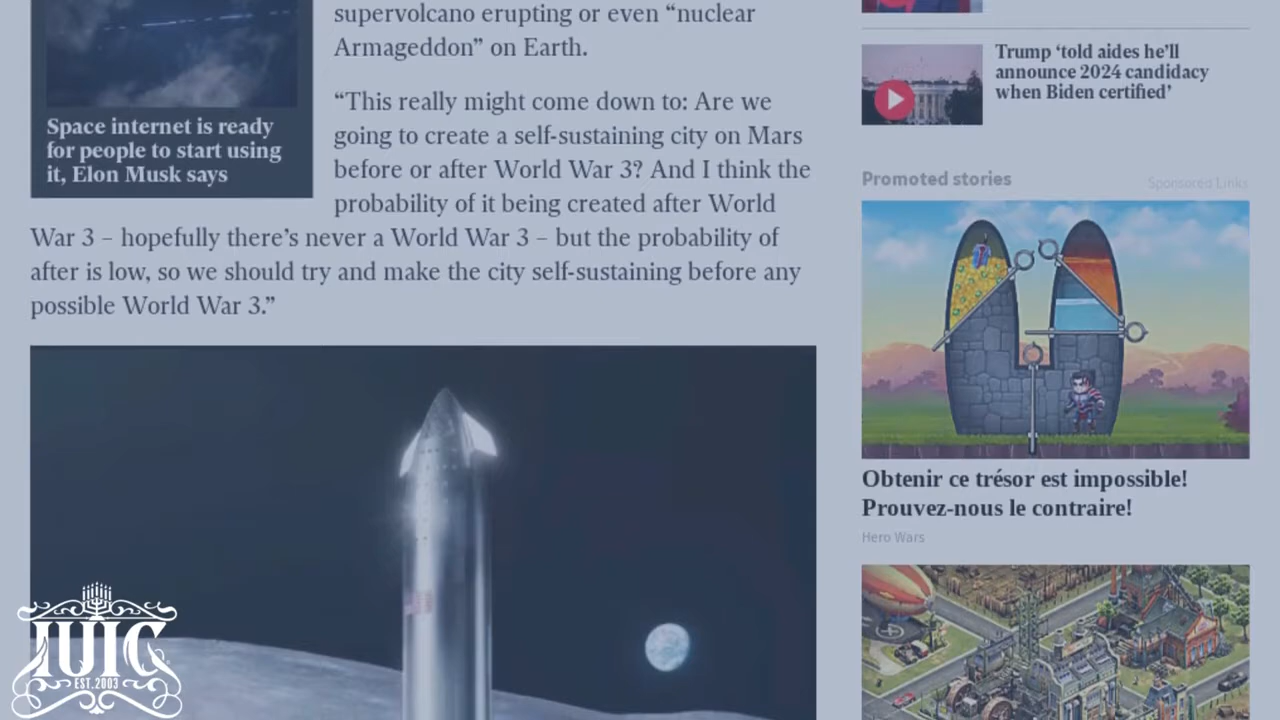 supervolcano erupting or even “nuclear
Armageddon” on Earth.
“This really might come down to: Are we
going to create a self-sustaining city on Mars
before or after World War 3? And I think the
probability of it being created after World
War 3 – hopefully there’s never a World War 3 – but the probability of
after is low, so we should try and make the city self-sustaining before any
possible World War 3.”
Space internet is ready
for people to start using
it, Elon Musk says
Trump ‘told aides he’ll
announce 2024 candidacy
when Biden certified’
Promoted stories
Sponsored Links
Obtenir ce trésor est impossible!
Prouvez-nous le contraire!
Hero Wars
IUIC
EST.2003